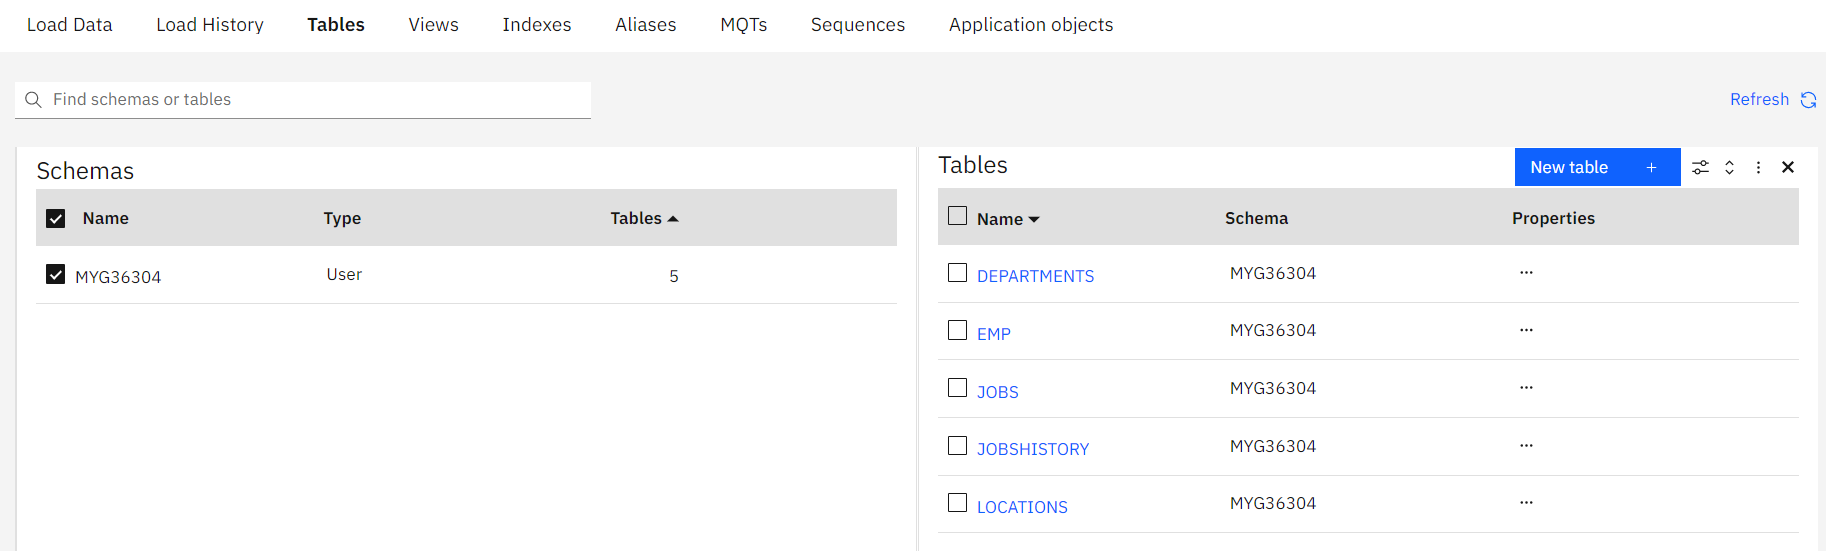 Load Data Load History Tables Views Indexes Aliases MQTs Sequences Application objects
Find schemas or tables
Refresh
Schemas
Name Type Tables
MYG36304 User 5
Tables
New table +
Name Schema Properties
DEPARTMENTS MYG36304 ...
EMP MYG36304 ...
JOBS MYG36304 ...
JOBSHISTORY MYG36304 ...
LOCATIONS MYG36304 ...